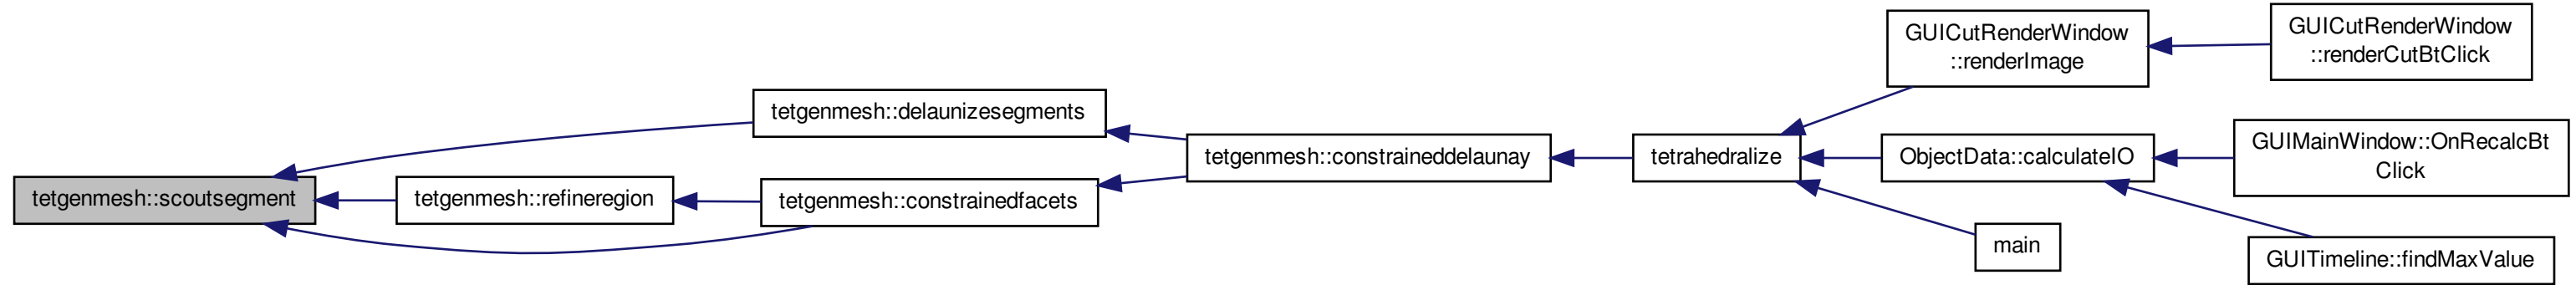 tetgenmesh::scoutsegment
tetgenmesh::delaunizesegments
tetgenmesh::refineregion
tetgenmesh::constrainedfacets
tetgenmesh::constraineddelaunay
tetrahedralize
GUICutRenderWindow
::renderImage
ObjectData::calculateIO
main
GUICutRenderWindow
::renderCutBtClick
GUIMainWindow::OnRecalcBt
Click
GUITimeline::findMaxValue